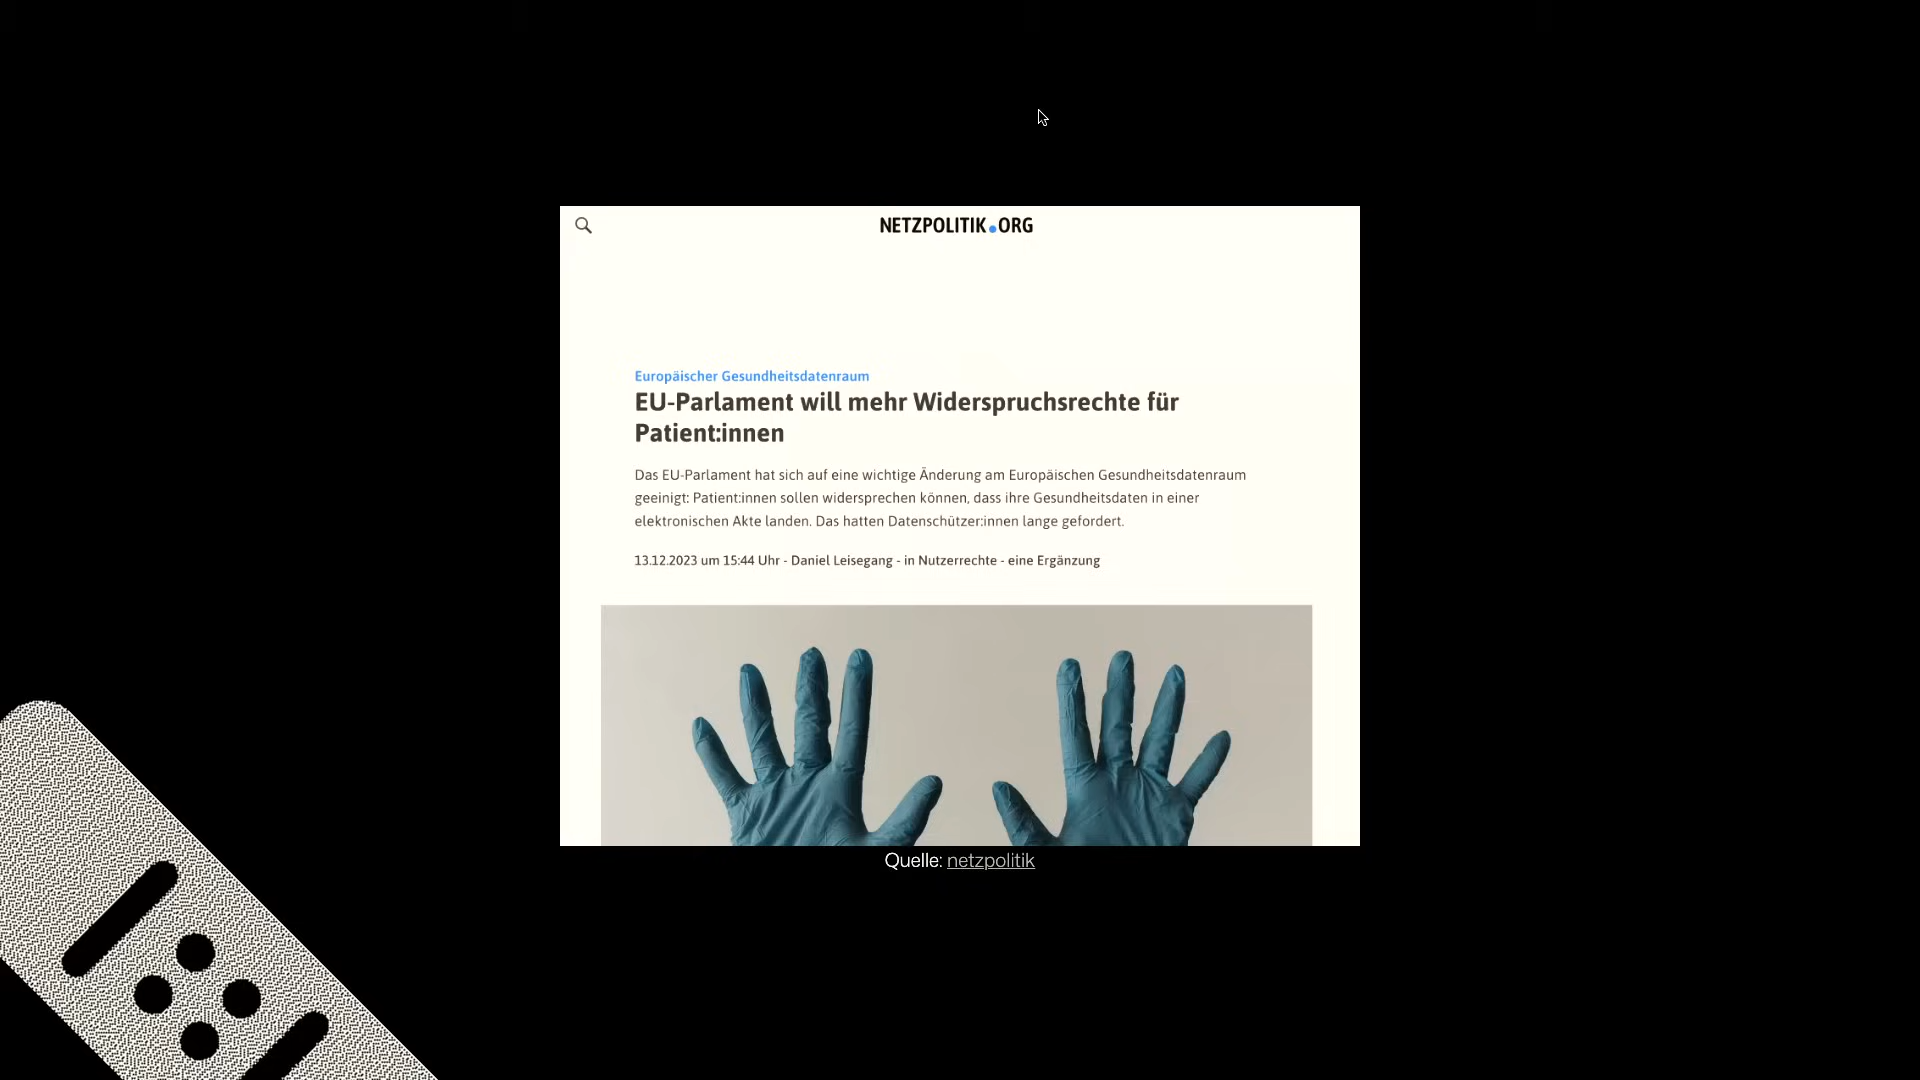 NETZPOLITIK.ORG
Europäischer Gesundheitsdatenraum
EU-Parlament will mehr Widerspruchsrechte für
Patient:innen
Das EU-Parlament hat sich auf eine wichtige Änderung am Europäischen Gesundheitsdatenraum
geeinigt: Patient:innen sollen widersprechen können, dass ihre Gesundheitsdaten in einer
elektronischen Akte landen. Das hatten Datenschützer:innen lange gefordert.
13.12.2023 um 15:44 Uhr - Daniel Leisegang - in Nutzerrechte - eine Ergänzung
Quelle: netzpolitik